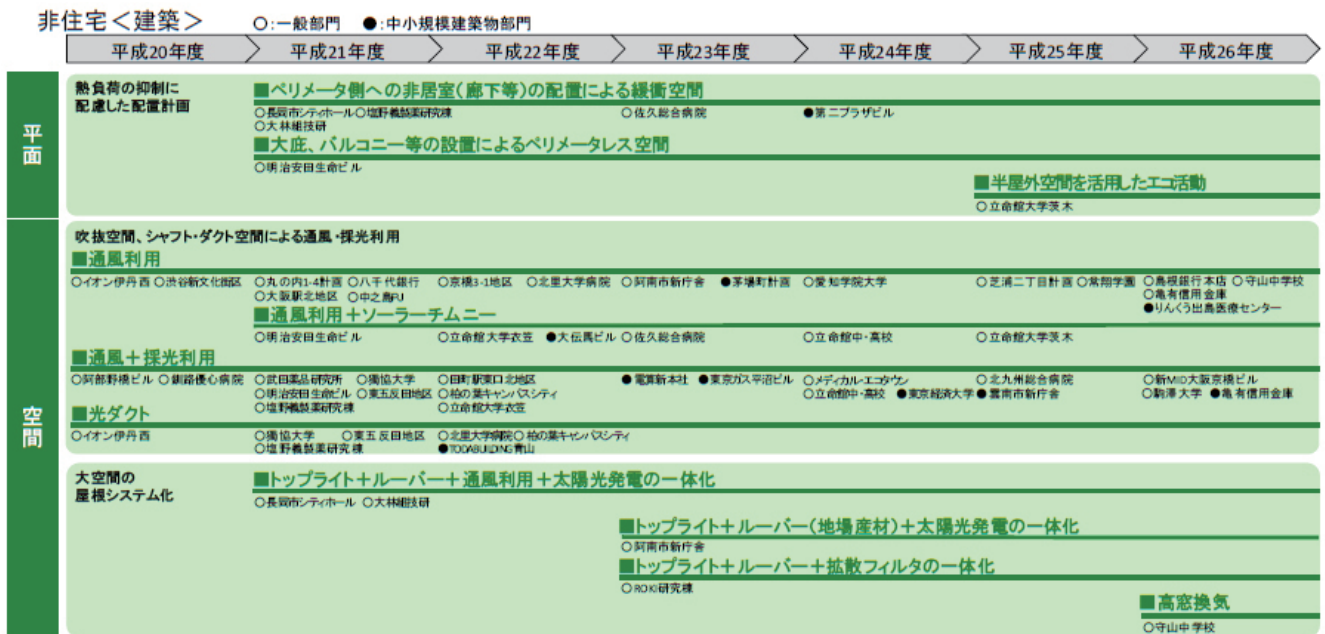 非住宅＜建築＞ ○:一般部門 ●:中小規模建築物部門
平成20年度 平成21年度 平成22年度 平成23年度 平成24年度 平成25年度 平成26年度
平面
熱負荷の抑制に
配慮した配置計画
■ペリメータ側への非居室(廊下等)の配置による緩衝空間
○長岡市シティホール○塩野義製薬研究棟 ○佐久総合病院 ●第二プラザビル
○大林組技研
■大庇、バルコニー等の設置によるペリメータレス空間
○明治安田生命ビル
■半屋外空間を活用したエコ活動
○立命館大学茨木
空間
吹抜空間、シャフト・ダクト空間による通風・採光利用
■通風利用
○イオン伊丹西 ○渋谷新文化街区 ○丸の内1-4計画 ○八千代銀行 ○京橋3-1地区 ○北里大学病院 ○阿南市新庁舎 ●茅場町計画 ○愛知学院大学 ○芝浦二丁目計画 ○常翔学園 ○島根銀行本店 ○守山中学校
○大阪駅北地区 ○中之島PJ ○亀有信用金庫
●りんくう出島医療センター
■通風利用＋ソーラーチムニー
○明治安田生命ビル ○立命館大学衣笠 ●大伝馬ビル ○佐久総合病院 ○立命館中・高校 ○立命館大学茨木
■通風＋採光利用
○阿部野橋ビル ○釧路優心病院 ○武田薬品研究所 ○獨協大学 ○田町駅東口北地区 ●電算新本社 ●東京ガス平沼ビル ○メディカル・エコタウン ○北九州総合病院 ○新MID大阪京橋ビル
○明治安田生命ビル ○東五反田地区 ○柏の葉キャンパスシティ ○立命館中・高校 ●東京経済大学 ●雲南市新庁舎 ○駒澤大学 ●亀有信用金庫
○塩野義製薬研究棟 ○立命館大学衣笠
■光ダクト
○イオン伊丹西 ○獨協大学 ○東五反田地区 ○北里大学病院 ○柏の葉キャンパスシティ
○塩野義製薬研究棟 ●TODABUILDING青山
大空間の
屋根システム化
■トップライト＋ルーバー＋通風利用＋太陽光発電の一体化
○長岡市シティホール ○大林組技研
■トップライト＋ルーバー(地場産材)＋太陽光発電の一体化
○阿南市新庁舎
■トップライト＋ルーバー＋拡散フィルタの一体化
○ROKI研究棟
■高窓換気
○守山中学校